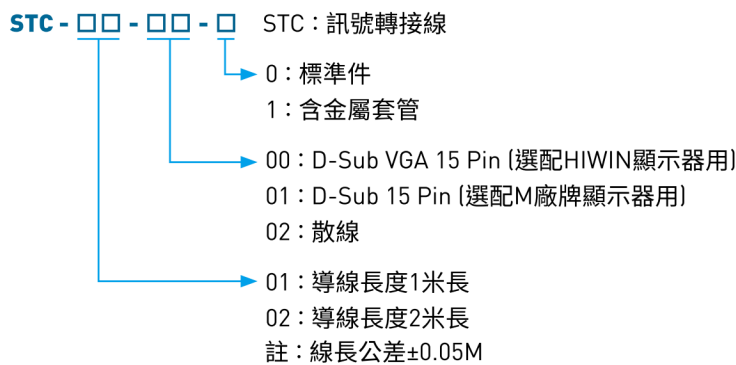 STC - □□ - □□ - □ STC：訊號轉接線
0：標準件
1：含金屬套管
00：D-Sub VGA 15 Pin (選配HIWIN顯示器用)
01：D-Sub 15 Pin (選配M廠牌顯示器用)
02：散線
01：導線長度1米長
02：導線長度2米長
註：線長公差±0.05M